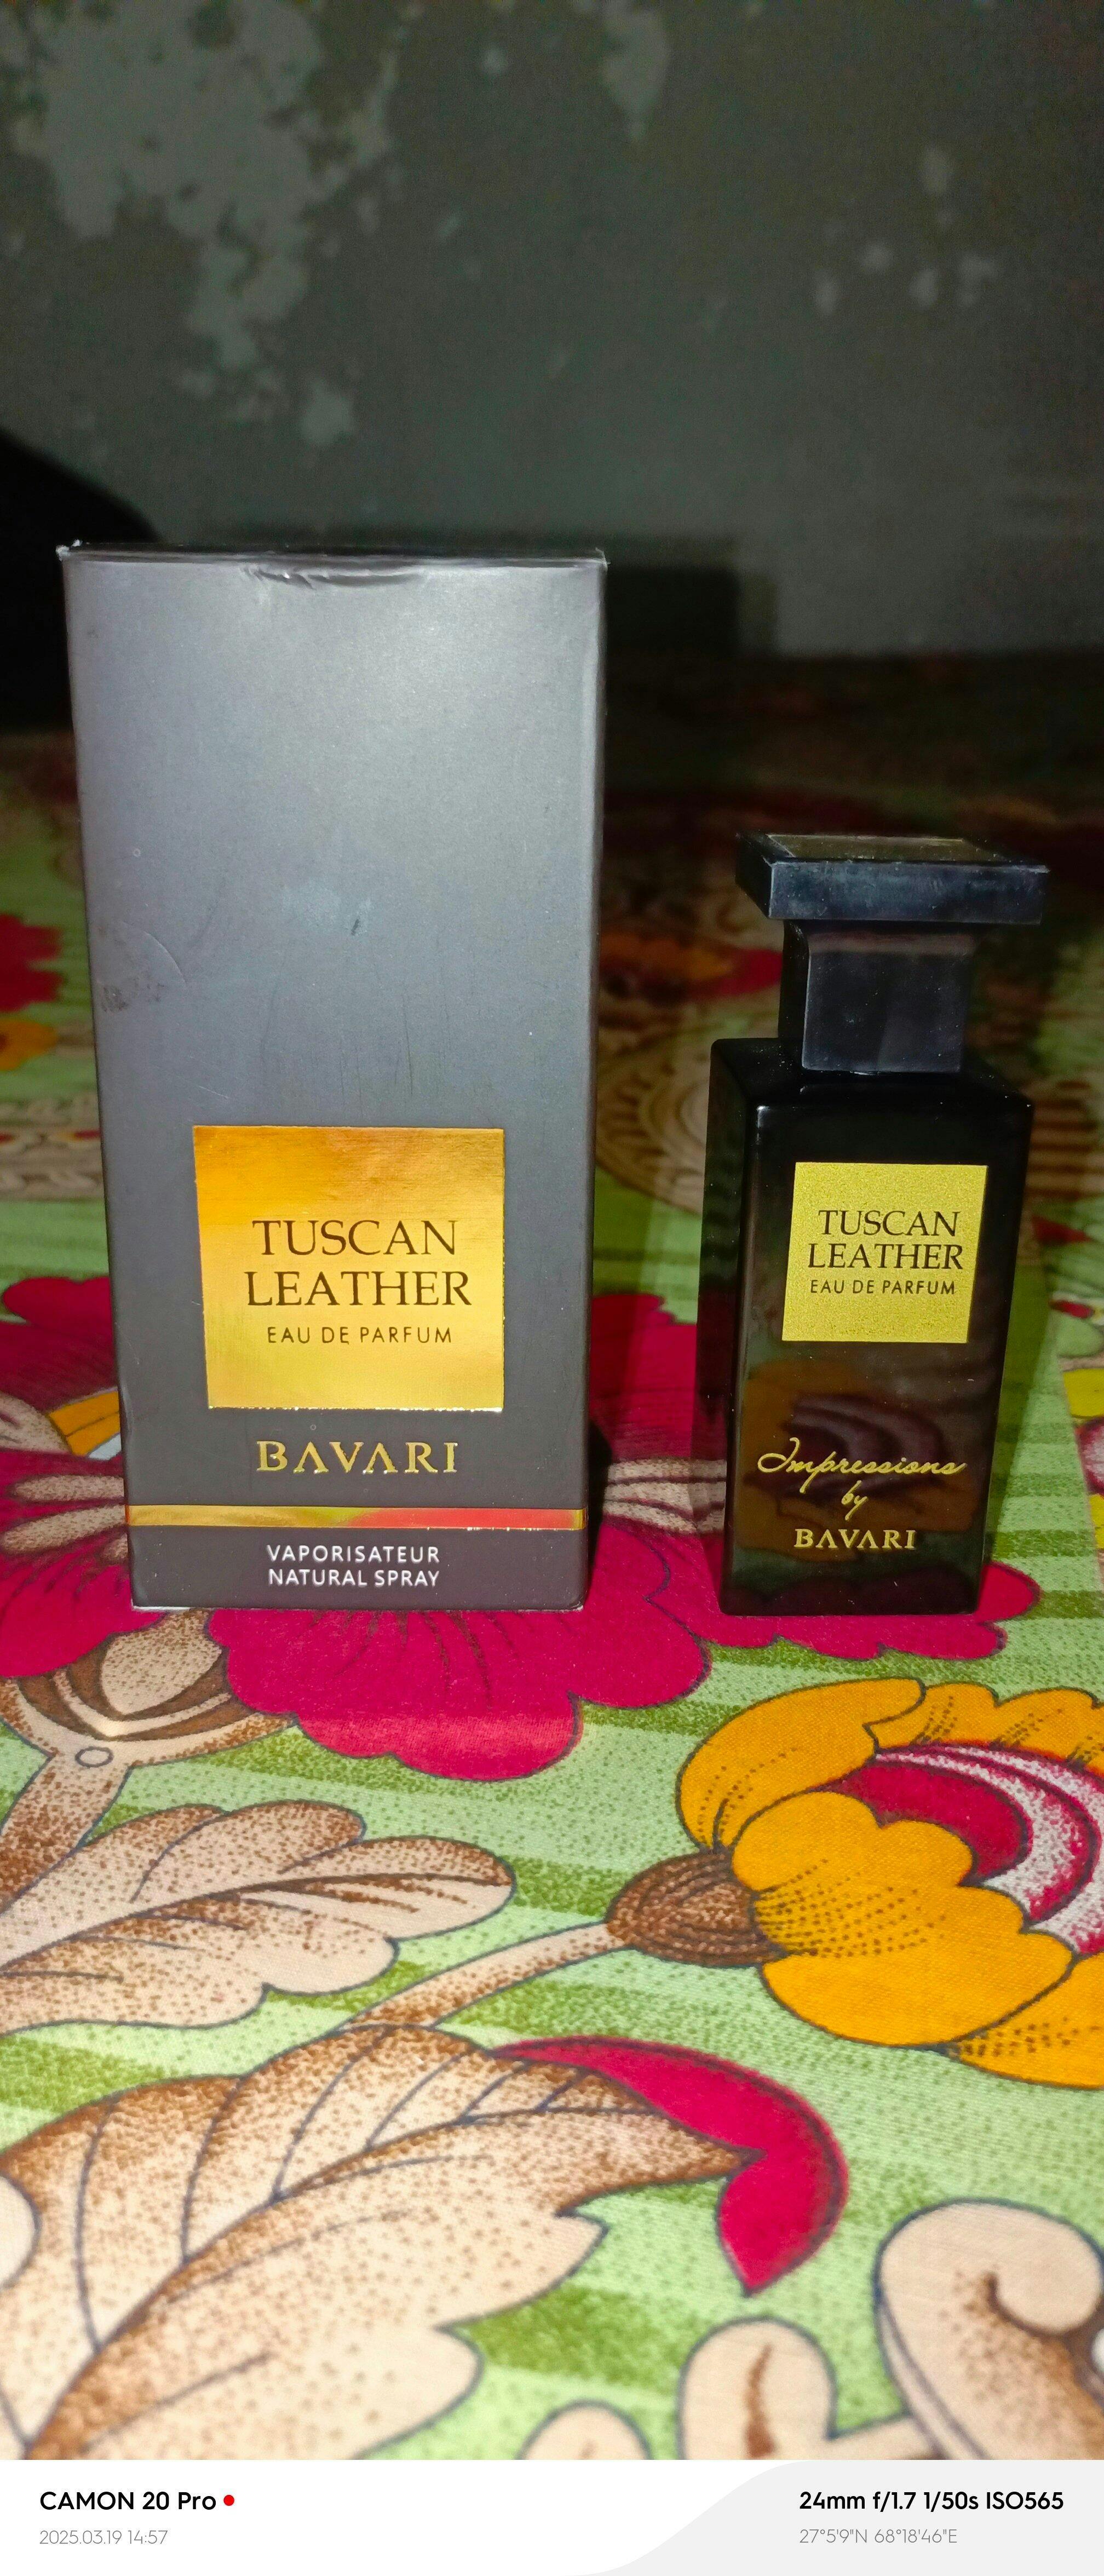 TUSCAN
LEATHER
EAU DE PARFUM
BAVARI
VAPORISATEUR
NATURAL SPRAY
TUSCAN
LEATHER
EAU DE PARFUM
Impressions
by
BAVARI
CAMON 20 Pro
2025.03.19 14:57
24mm f/1.7 1/50s ISO565
27°5'9"N 68°18'46"E